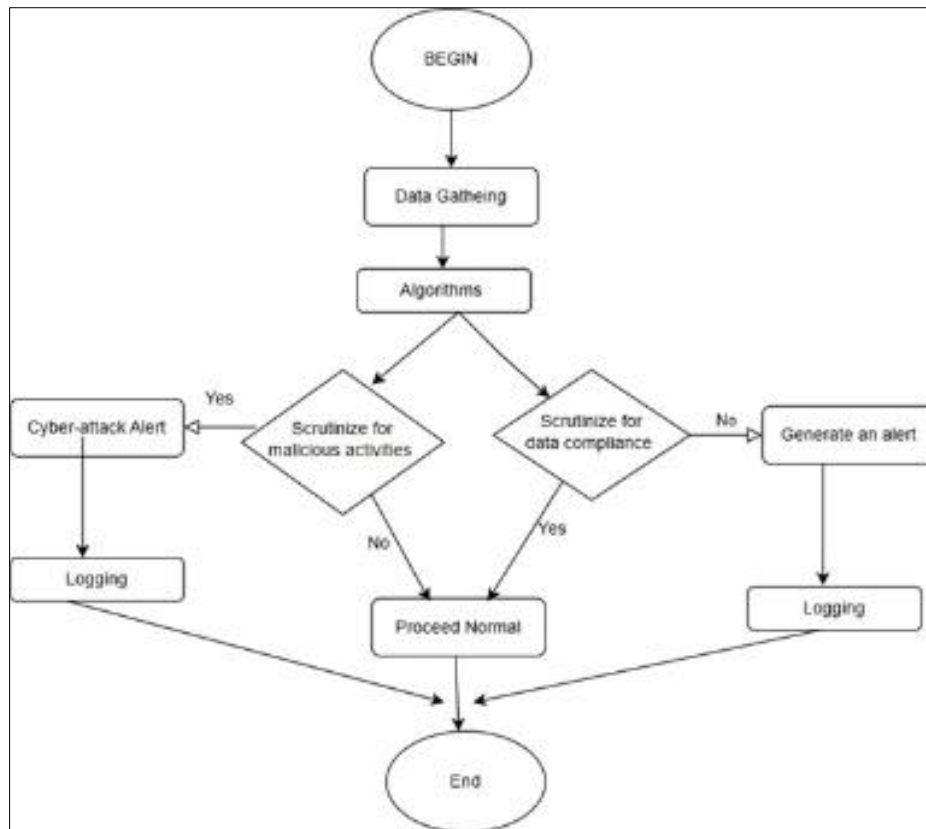 BEGIN
Data Gatheing
Algorithms
Yes
Cyber-attack Alert
Scrutinize for
malicious activities
Scrutinize for
data compliance
No
Generate an alert
No
Yes
Logging
Proceed Normal
Logging
End